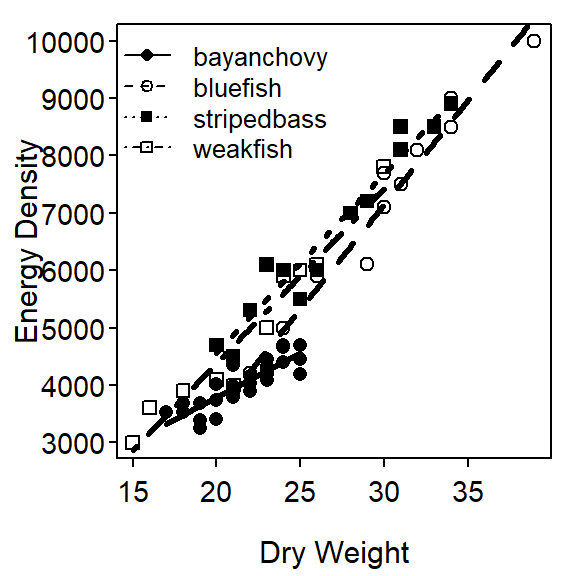 10000
9000
8000
7000
6000
5000
4000
3000
Energy Density
bayanchovy
bluefish
stripedbass
weakfish
15 20 25 30 35
Dry Weight